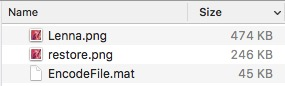 Name Size
Lenna.png 474 KB
restore.png 246 KB
EncodeFile.mat 45 KB